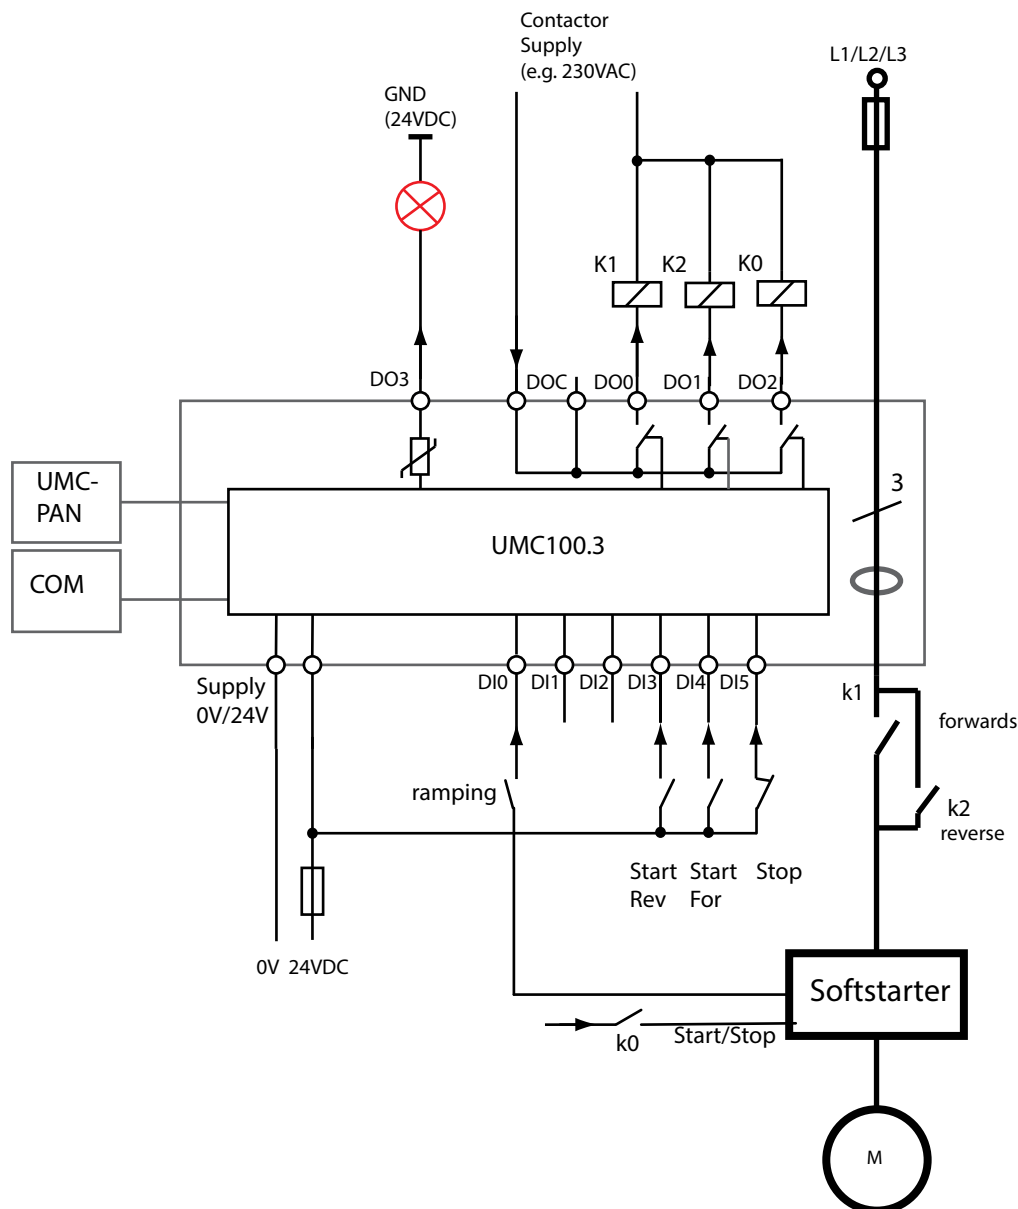 Contactor
Supply
(e.g. 230VAC)
L1/L2/L3
GND
(24VDC)
K1
K2
K0
DO3
DOC
DO0
DO1
DO2
UMC-
PAN
3
UMC100.3
COM
Supply
0V/24V
DI0
DI1
DI2
DI3
DI4
DI5
k1
forwards
ramping
k2
reverse
Start
Rev
Start
For
Stop
0V
24VDC
Softstarter
k0
Start/Stop
M